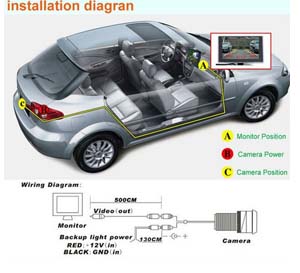 installation diagran
A
B
C
A Monitor Position
B Camera Power
C Camera Position
Wiring Diagram:
500CM
Video(out)
Monitor
Backup light power
130CM
RED:+12V(in)
BLACK:GND(in)
Camera